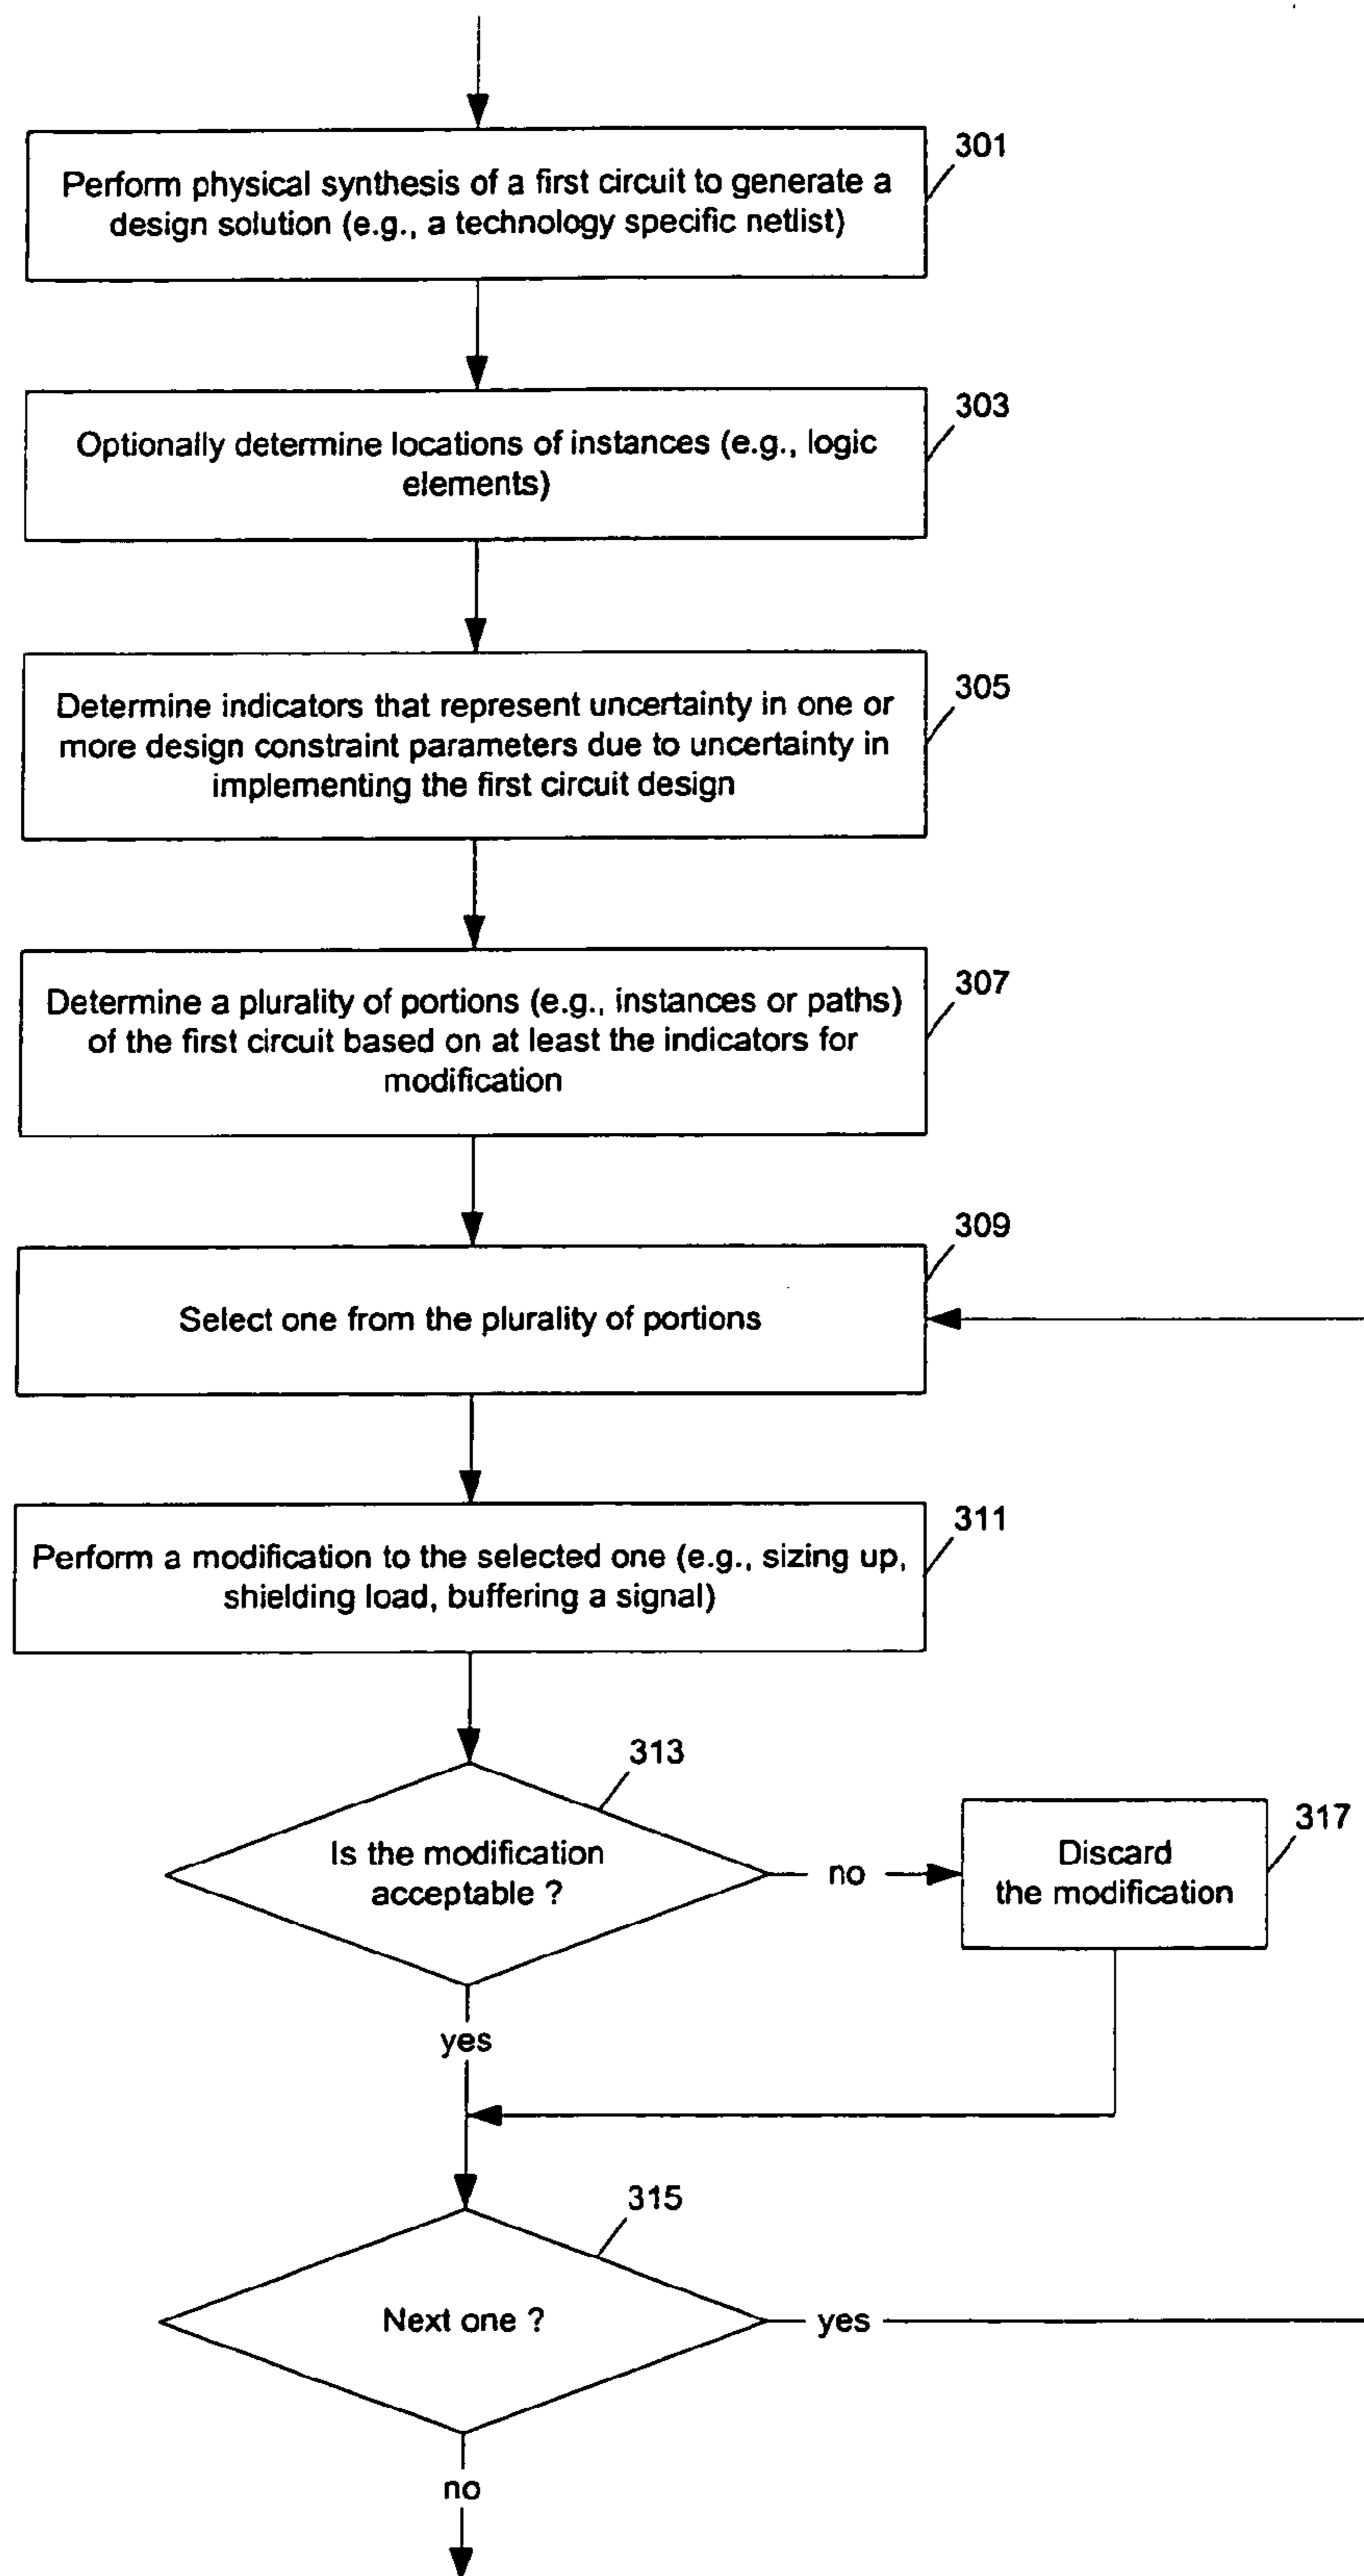 301
Perform physical synthesis of a first circuit to generate a
design solution (e.g., a technology specific netlist)
303
Optionally determine locations of instances (e.g., logic
elements)
305
Determine indicators that represent uncertainty in one or
more design constraint parameters due to uncertainty in
implementing the first circuit design
307
Determine a plurality of portions (e.g., instances or paths)
of the first circuit based on at least the indicators for
modification
309
Select one from the plurality of portions
311
Perform a modification to the selected one (e.g., sizing up,
shielding load, buffering a signal)
313
Is the modification
acceptable ?
no
317
Discard
the modification
yes
315
Next one ?
yes
no